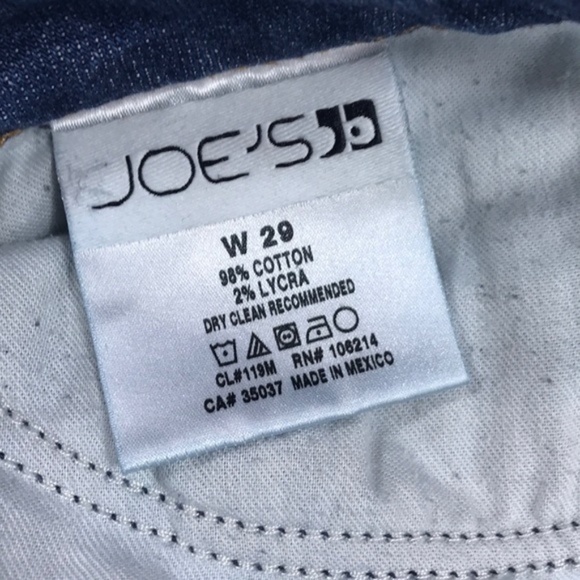 JOE'S
W 29
98% COTTON
2% LYCRA
DRY CLEAN RECOMMENDED
CL#119M RN# 106214
CA# 35037 MADE IN MEXICO